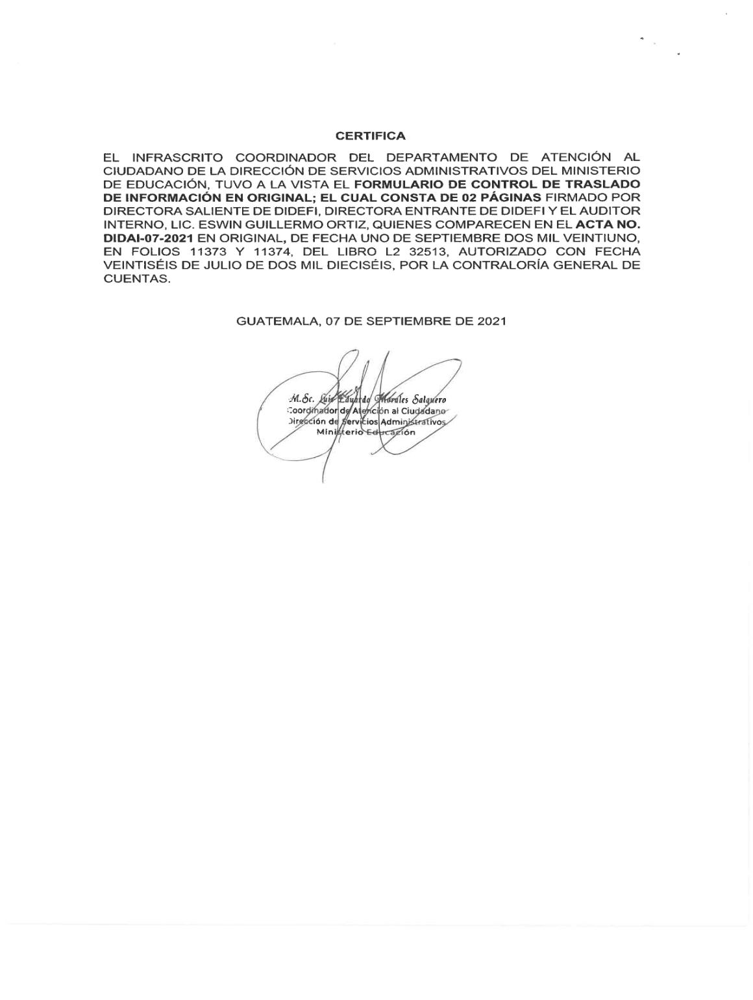 CERTIFICA
EL INFRASCRITO COORDINADOR DEL DEPARTAMENTO DE ATENCIÓN AL
CIUDADANO DE LA DIRECCIÓN DE SERVICIOS ADMINISTRATIVOS DEL MINISTERIO
DE EDUCACIÓN, TUVO A LA VISTA EL FORMULARIO DE CONTROL DE TRASLADO
DE INFORMACIÓN EN ORIGINAL; EL CUAL CONSTA DE 02 PÁGINAS FIRMADO POR
DIRECTORA SALIENTE DE DIDEFI, DIRECTORA ENTRANTE DE DIDEFI Y EL AUDITOR
INTERNO, LIC. ESWIN GUILLERMO ORTIZ, QUIENES COMPARECEN EN EL ACTA NO.
DIDAI-07-2021 EN ORIGINAL, DE FECHA UNO DE SEPTIEMBRE DOS MIL VEINTIUNO,
EN FOLIOS 11373 Y 11374, DEL LIBRO L2 32513, AUTORIZADO CON FECHA
VEINTISÉIS DE JULIO DE DOS MIL DIECISÉIS, POR LA CONTRALORÍA GENERAL DE
CUENTAS.
GUATEMALA, 07 DE SEPTIEMBRE DE 2021
M.Sc. Luis Eduardo Morales Salguero
Coordinador de Atención al Ciudadano
Dirección de Servicios Administrativos
Ministerio Educación